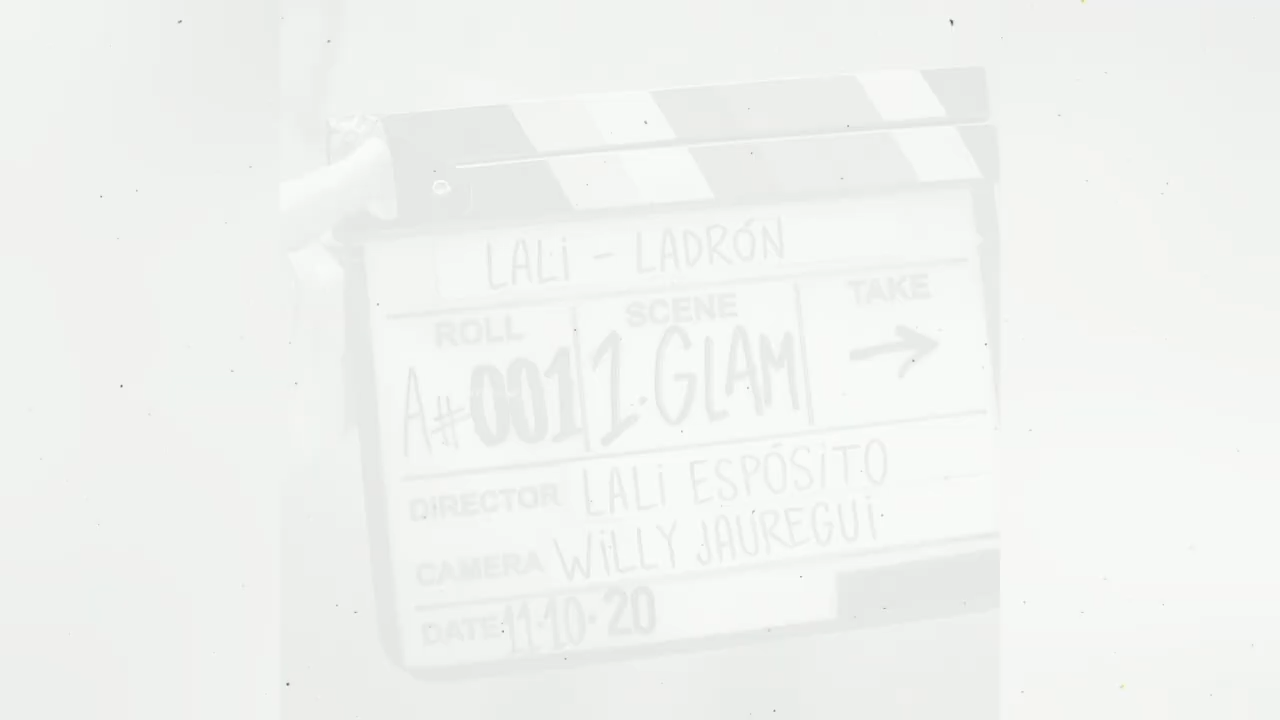 LALi - LADRÓN
ROLL SCENE TAKE
A#001 1.GLAM →
DIRECTOR LALi ESPÓSiTO
CAMERA WiLLY JAUREGUi
DATE 11.10.20